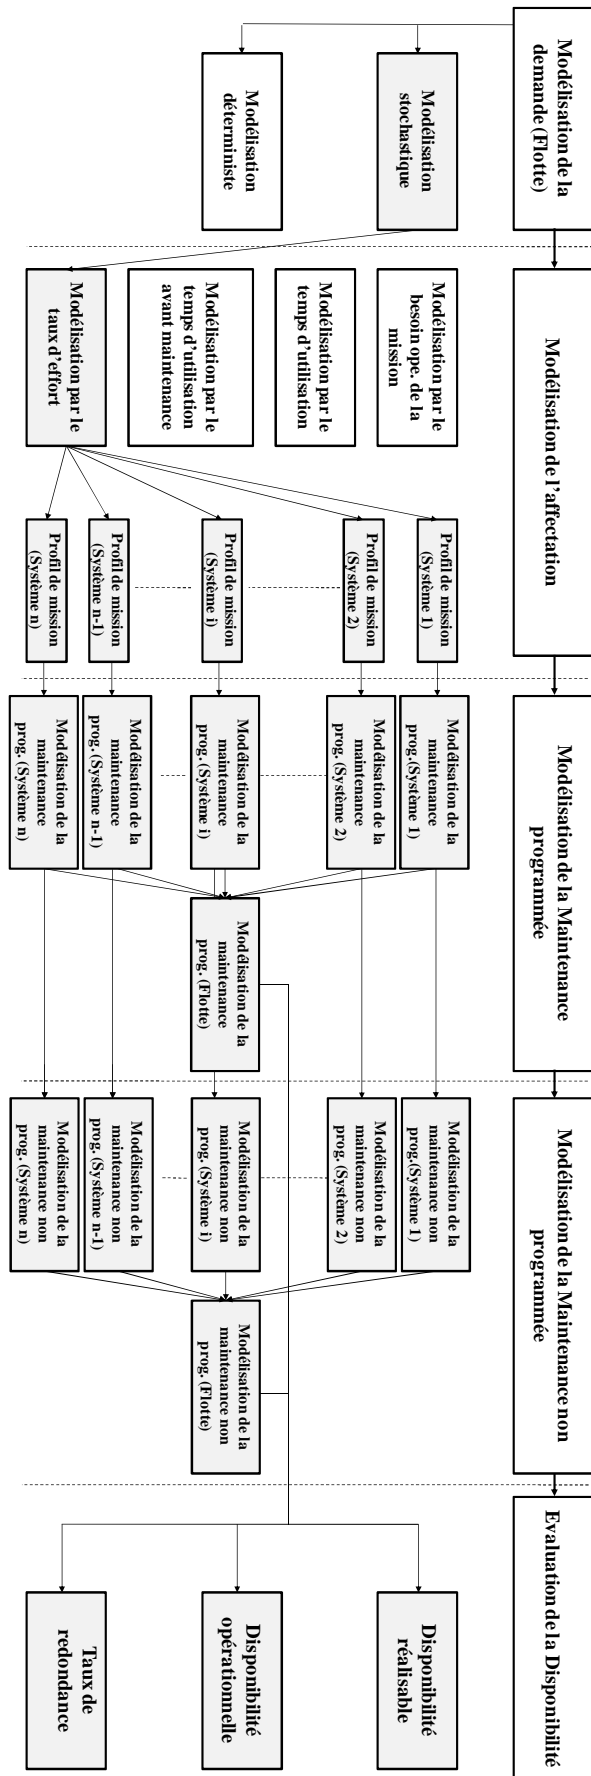 Modélisation de la
demande (Flotte)
Modélisation de l'affectation
Modélisation de la Maintenance
programmée
Modélisation de la Maintenance non
programmée
Evaluation de la Disponibilité
Modélisation
stochastique
Modélisation
déterministe
Modélisation par le
besoin ope. de la
mission
Modélisation par le
temps d'utilisation
Modélisation par le
temps d'utilisation
avant maintenance
Modélisation par le
taux d'effort
Profil de mission
(Système 1)
Profil de mission
(Système 2)
Profil de mission
(Système i)
Profil de mission
(Système n-1)
Profil de mission
(Système n)
Modélisation de la
maintenance
prog.(Système 1)
Modélisation de la
maintenance
prog. (Système 2)
Modélisation de la
maintenance
prog. (Système i)
Modélisation de la
maintenance
prog. (Système n-1)
Modélisation de la
maintenance
prog. (Système n)
Modélisation de la
maintenance
prog. (Flotte)
Modélisation de la
maintenance non
prog.(Système 1)
Modélisation de la
maintenance non
prog. (Système 2)
Modélisation de la
maintenance non
prog. (Système i)
Modélisation de la
maintenance non
prog. (Système n-1)
Modélisation de la
maintenance non
prog. (Système n)
Modélisation de la
maintenance non
prog. (Flotte)
Disponibilité
réalisable
Disponibilité
opérationnelle
Taux de
redondance